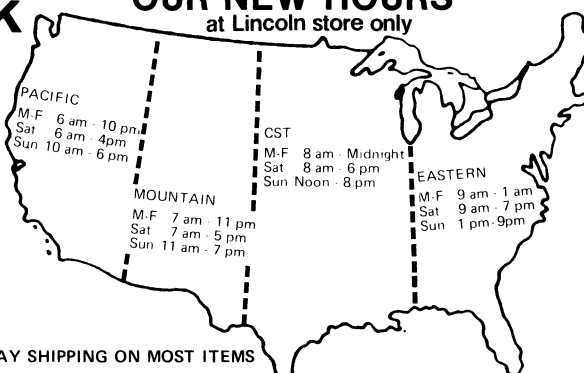 OUR NEW HOURS
at Lincoln store only
PACIFIC
M-F 6 am - 10 pm
Sat 6 am - 4pm
Sun 10 am - 6 pm
MOUNTAIN
M-F 7 am - 11 pm
Sat 7 am - 5 pm
Sun 11 am - 7 pm
CST
M-F 8 am - Midnight
Sat 8 am - 6 pm
Sun Noon - 8 pm
EASTERN
M-F 9 am - 1 am
Sat 9 am - 7 pm
Sun 1 pm-9pm
SHIPPING ON MOST ITEMS